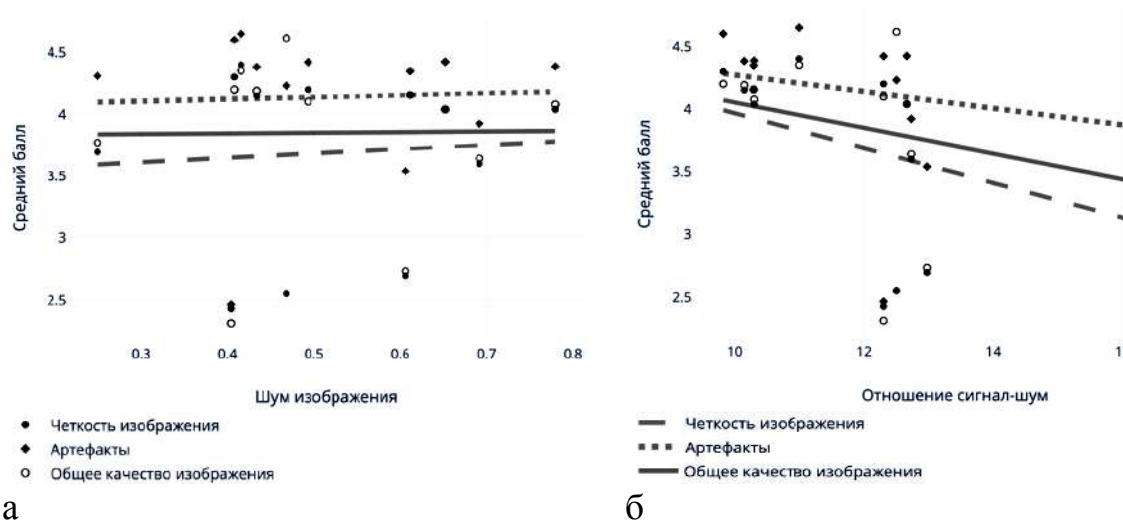 4.5
4
3.5
3
2.5
Средний балл
0.3 0.4 0.5 0.6 0.7 0.8
Шум изображения
Четкость изображения
Артефакты
Общее качество изображения
а
4.5
4
3.5
3
2.5
Средний балл
10 12 14
Отношение сигнал-шум
Четкость изображения
Артефакты
Общее качество изображения
б